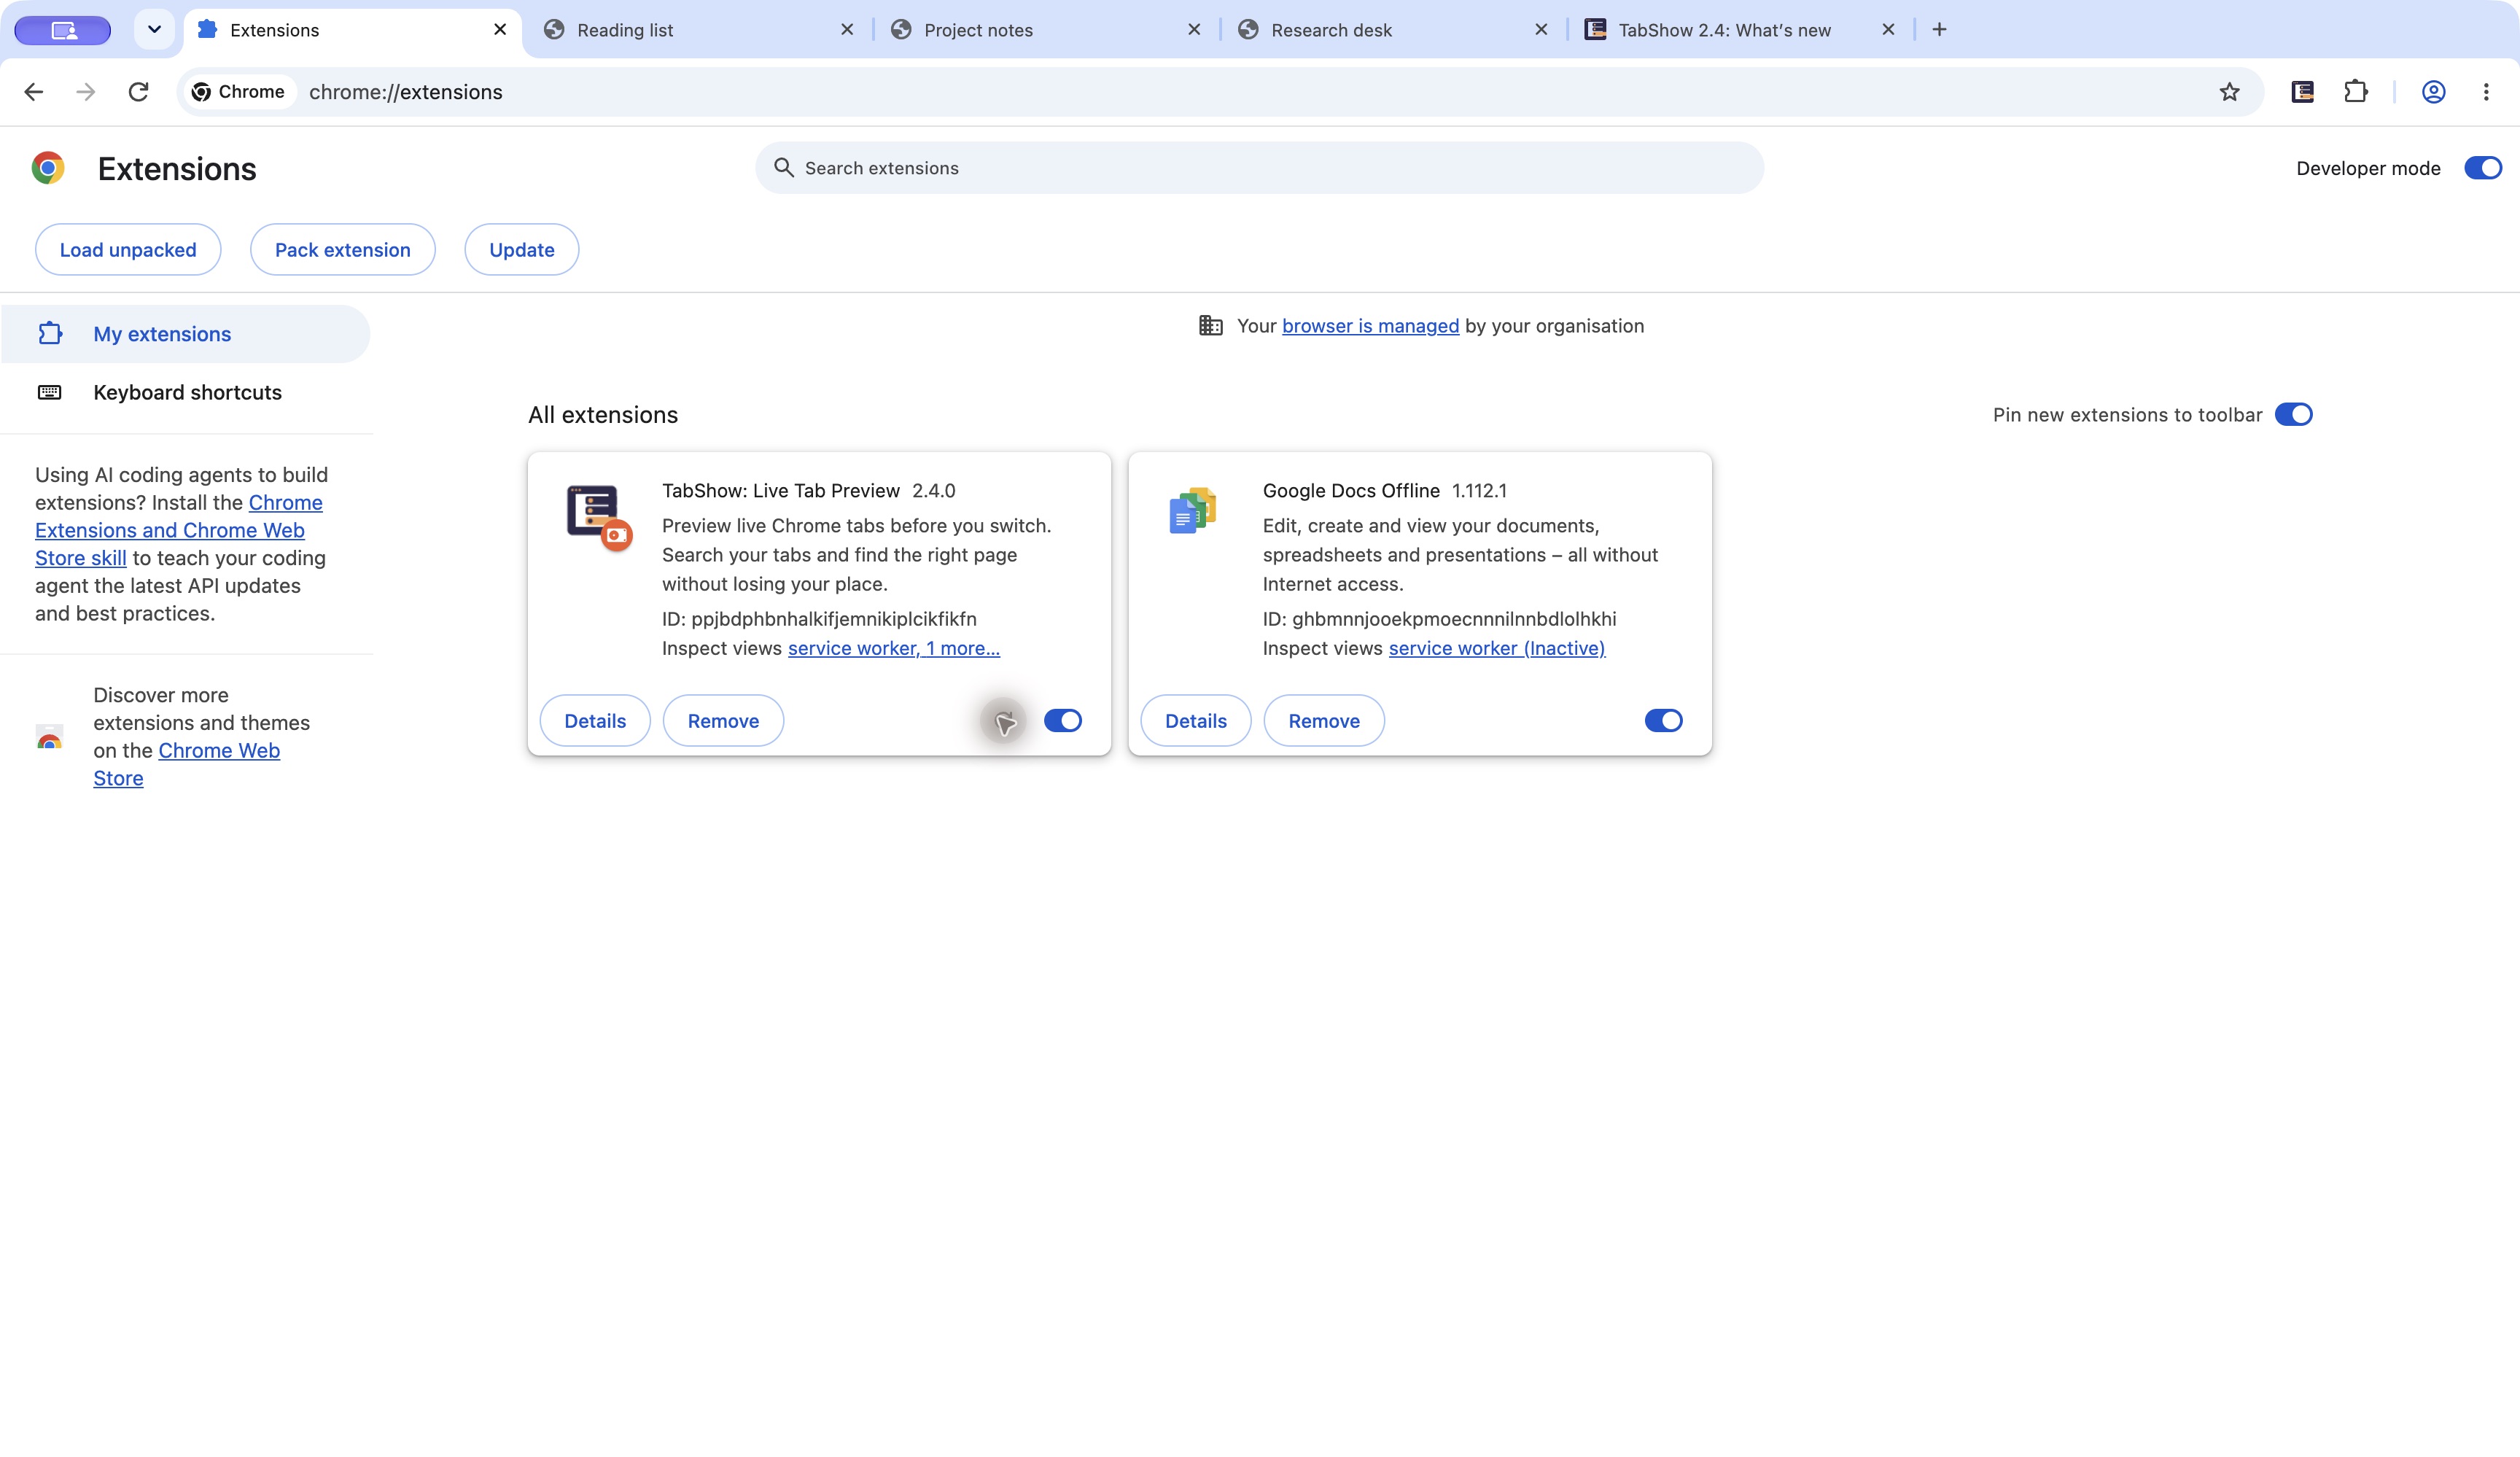 Extensions
Reading list
Project notes
Research desk
TabShow 2.4: What’s new
Chrome
chrome://extensions
Extensions
Search extensions
Developer mode
Load unpacked
Pack extension
Update
My extensions
Keyboard shortcuts
Using AI coding agents to build
extensions? Install the Chrome
Extensions and Chrome Web
Store skill to teach your coding
agent the latest API updates
and best practices.
Discover more
extensions and themes
on the Chrome Web
Store
Your browser is managed by your organisation
All extensions
Pin new extensions to toolbar
TabShow: Live Tab Preview 2.4.0
Preview live Chrome tabs before you switch.
Search your tabs and find the right page
without losing your place.
ID: ppjbdphbnhalkifjemnikiplcikfikfn
Inspect views service worker, 1 more...
Details
Remove
Google Docs Offline 1.112.1
Edit, create and view your documents,
spreadsheets and presentations – all without
Internet access.
ID: ghbmnnjooekpmoecnnnilnnbdlolhkhi
Inspect views service worker (Inactive)
Details
Remove